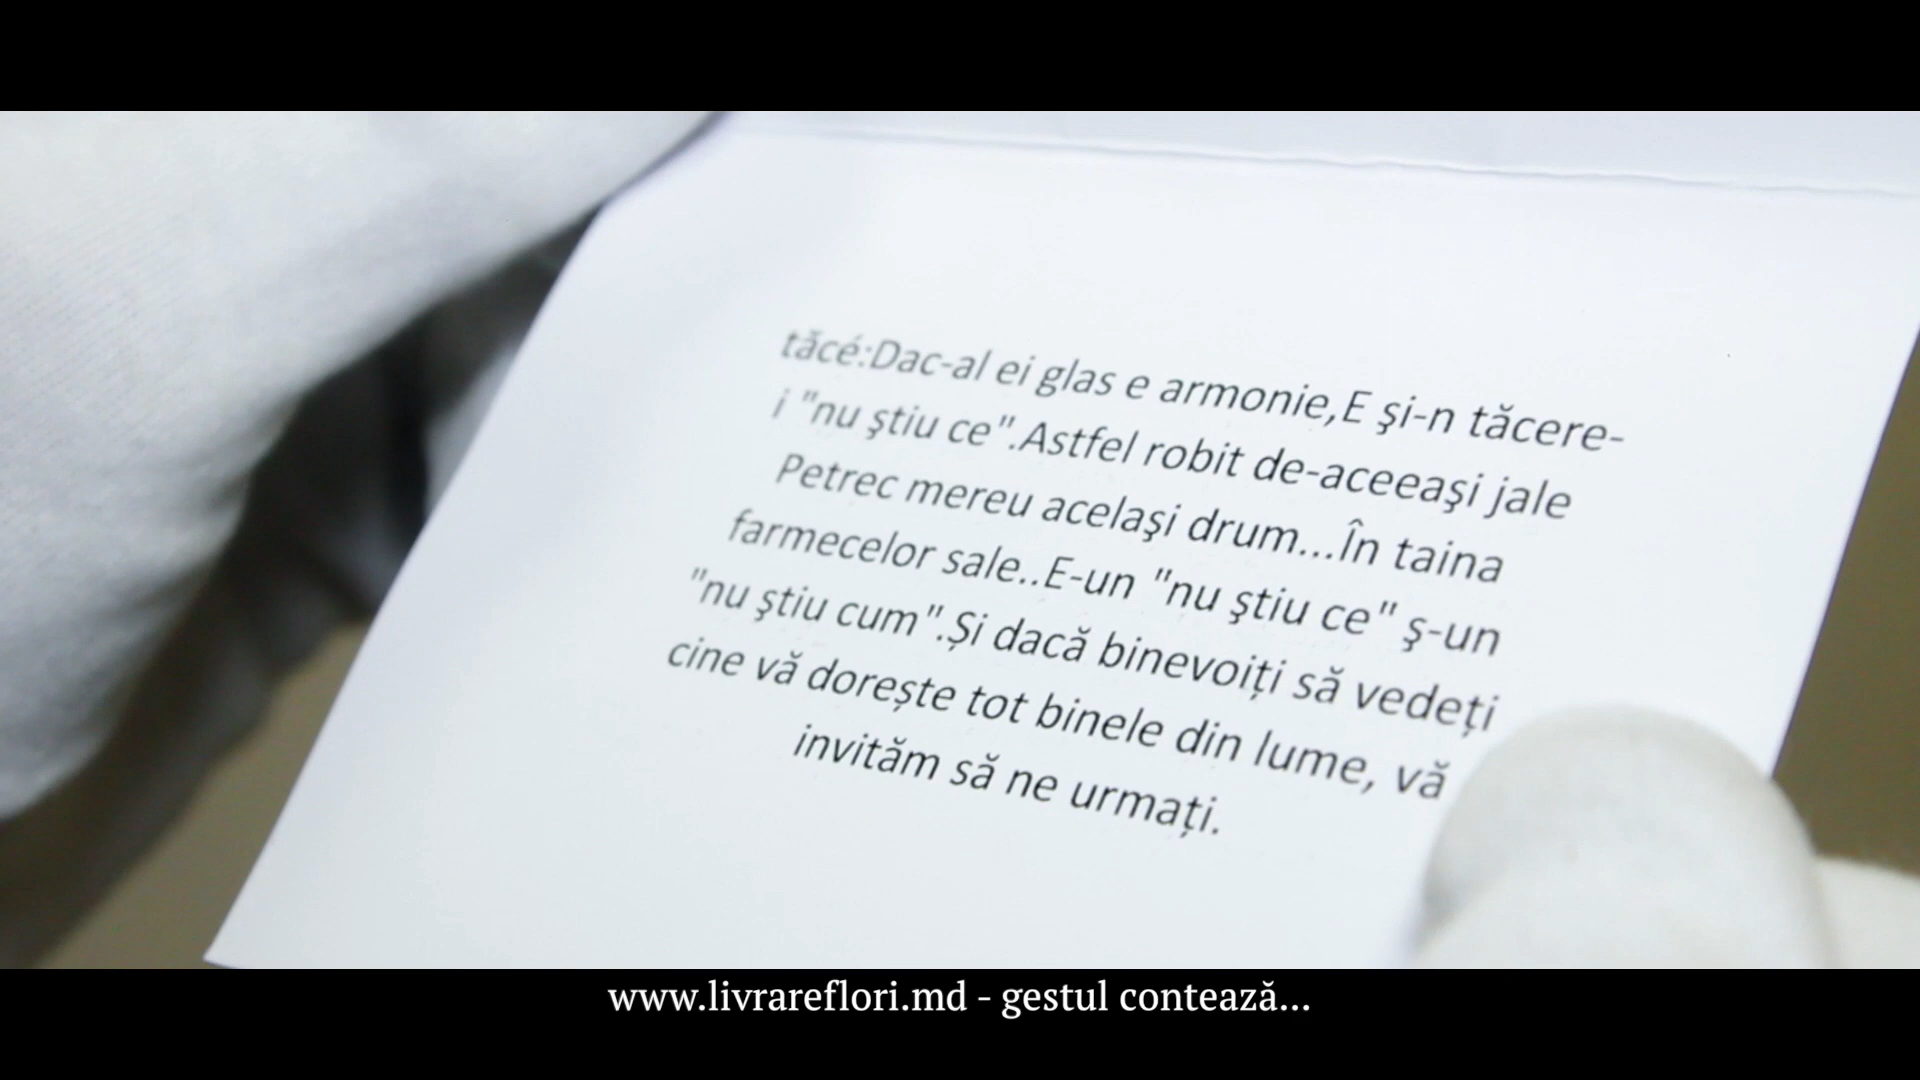 tăcé:Dac-al ei glas e armonie,E şi-n tăcere-
i "nu ştiu ce".Astfel robit de-aceeaşi jale
Petrec mereu acelaşi drum...În taina
farmecelor sale..E-un "nu ştiu ce" ş-un
"nu ştiu cum".Și dacă binevoiți să vedeți
cine vă dorește tot binele din lume, vă
invităm să ne urmați.
www.livrareflori.md - gestul contează...